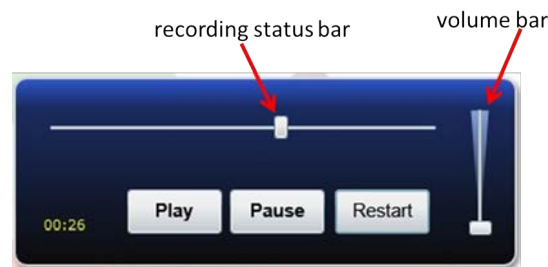 recording status bar
volume bar
00:26
Play
Pause
Restart